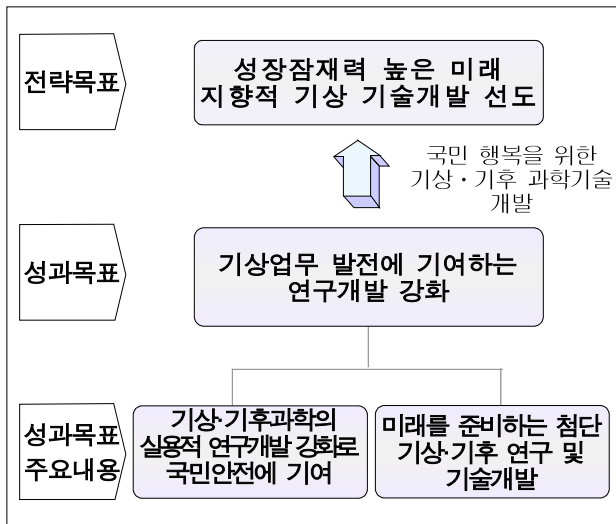 전략목표
성장잠재력 높은 미래
지향적 기상 기술개발 선도
국민 행복을 위한
기상·기후 과학기술
개발
성과목표
기상업무 발전에 기여하는
연구개발 강화
성과목표
주요내용
기상·기후과학의
실용적 연구개발 강화로
국민안전에 기여
미래를 준비하는 첨단
기상·기후 연구 및
기술개발